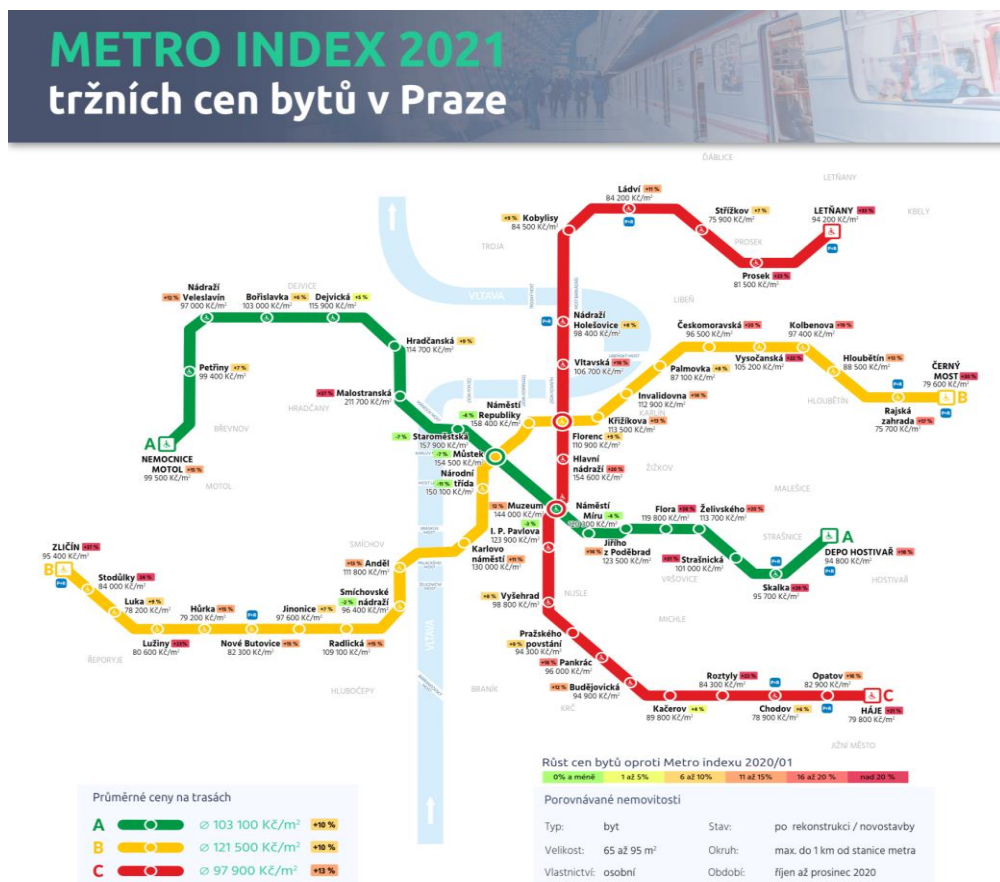 METRO INDEX 2021
tržních cen bytů v Praze
ĎÁBLICE
LETŇANY
KBELY
TROJA
PROSEK
DEJVICE
LIBEŇ
VLTAVA
HRADČANY
BŘEVNOV
MOTOL
KARLÍN
HLOUBĚTÍN
ŽIŽKOV
MALEŠICE
STRAŠNICE
HOSTIVAŘ
VRŠOVICE
SMÍCHOV
NUSLE
MICHLE
ŘEPORYJE
HLUBOČEPY
BRANÍK
KRČ
JIŽNÍ MĚSTO
VLTAVA
Ládví +11 %
84 200 Kč/m²
+9 % Kobylisy
84 500 Kč/m²
Střížkov +7 %
75 900 Kč/m²
LETŇANY
94 200 Kč/m²
Prosek
81 500 Kč/m²
Nádraží
Holešovice +8 %
98 400 Kč/m²
Vltavská
106 700 Kč/m²
Florenc +9 %
110 900 Kč/m²
Hlavní
nádraží
154 600 Kč/m²
Muzeum
144 000 Kč/m²
I. P. Pavlova
123 900 Kč/m²
Vyšehrad
98 800 Kč/m²
Pražského
+9 % povstání
94 300 Kč/m²
Pankrác
96 000 Kč/m²
+12 % Budějovická
94 900 Kč/m²
Kačerov
89 800 Kč/m²
Roztyly
84 300 Kč/m²
Chodov +6 %
78 900 Kč/m²
Opatov
82 900 Kč/m²
HÁJE
79 800 Kč/m²
C
A
NEMOCNICE
MOTOL +15 %
99 500 Kč/m²
Petřiny +7 %
99 400 Kč/m²
Nádraží
+12 % Veleslavín
97 000 Kč/m²
Bořislavka +6 %
103 000 Kč/m²
Dejvická +5 %
115 900 Kč/m²
Hradčanská
114 700 Kč/m²
Malostranská
211 700 Kč/m²
-7 % Staroměstská
157 900 Kč/m²
-7 % Můstek
154 500 Kč/m²
Náměstí
Míru -4 %
Jiřího
z Poděbrad
123 500 Kč/m²
Flora
119 800 Kč/m²
Želivského
113 700 Kč/m²
Strašnická
101 000 Kč/m²
Skalka
95 700 Kč/m²
DEPO HOSTIVAŘ
94 800 Kč/m²
A
ZLIČÍN
95 400 Kč/m²
B
Stodůlky
84 000 Kč/m²
Luka +9 %
78 200 Kč/m²
Lužiny
80 600 Kč/m²
Hůrka
79 200 Kč/m²
Nové Butovice
82 300 Kč/m²
Jinonice +7 %
97 600 Kč/m²
Radlická
109 100 Kč/m²
Smíchovské
nádraží
96 400 Kč/m²
Anděl
111 800 Kč/m²
Karlovo
náměstí +11 %
130 000 Kč/m²
Národní
třída
150 100 Kč/m²
Náměstí
Republiky
158 400 Kč/m²
Křižíkova
113 500 Kč/m²
Invalidovna
112 900 Kč/m²
Palmovka
87 100 Kč/m²
Českomoravská
96 500 Kč/m²
Vysočanská
105 200 Kč/m²
Kolbenova
97 400 Kč/m²
Hloubětín
88 500 Kč/m²
Rajská
zahrada
75 700 Kč/m²
ČERNÝ
MOST
79 600 Kč/m²
B
Průměrné ceny na trasách
A ⌀ 103 100 Kč/m² +10 %
B ⌀ 121 500 Kč/m² +10 %
C ⌀ 97 900 Kč/m² +13 %
Růst cen bytů oproti Metro indexu 2020/01
0% a méně 1 až 5% 6 až 10% 11 až 15% 16 až 20 % nad 20 %
Porovnávané nemovitosti
Typ: byt Stav: po rekonstrukci / novostavby
Velikost: 65 až 95 m² Okruh: max. do 1 km od stanice metra
Vlastnictví: osobní Období: říjen až prosinec 2020